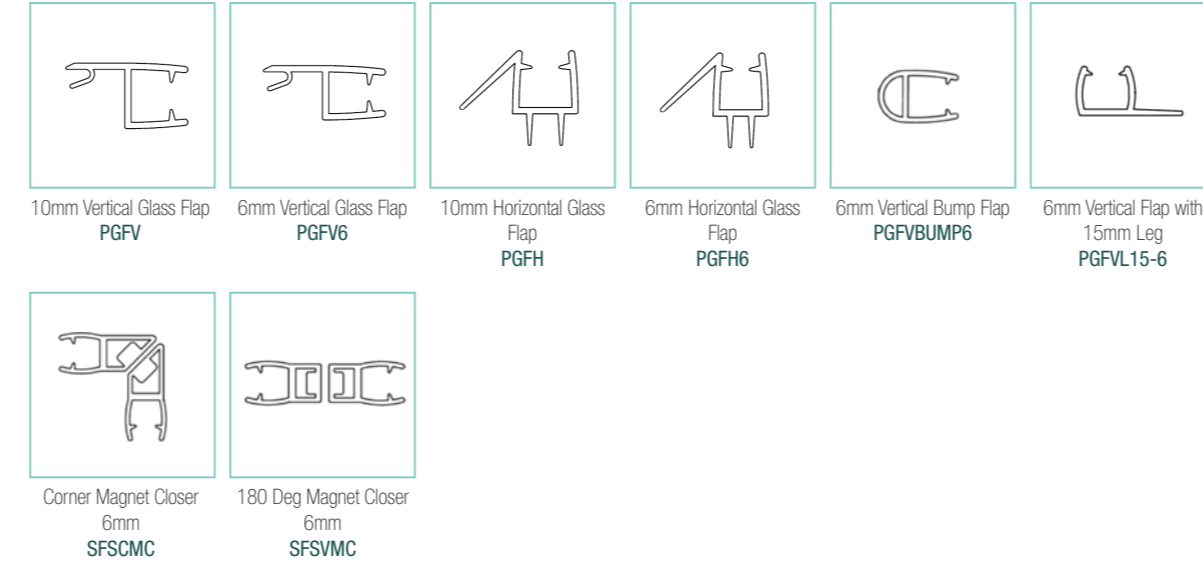 10mm Vertical Glass Flap
PGFV
6mm Vertical Glass Flap
PGFV6
10mm Horizontal Glass
Flap
PGFH
6mm Horizontal Glass
Flap
PGFH6
6mm Vertical Bump Flap
PGFVBUMP6
6mm Vertical Flap with
15mm Leg
PGFVL15-6
Corner Magnet Closer
6mm
SFSCMC
180 Deg Magnet Closer
6mm
SFSVMC